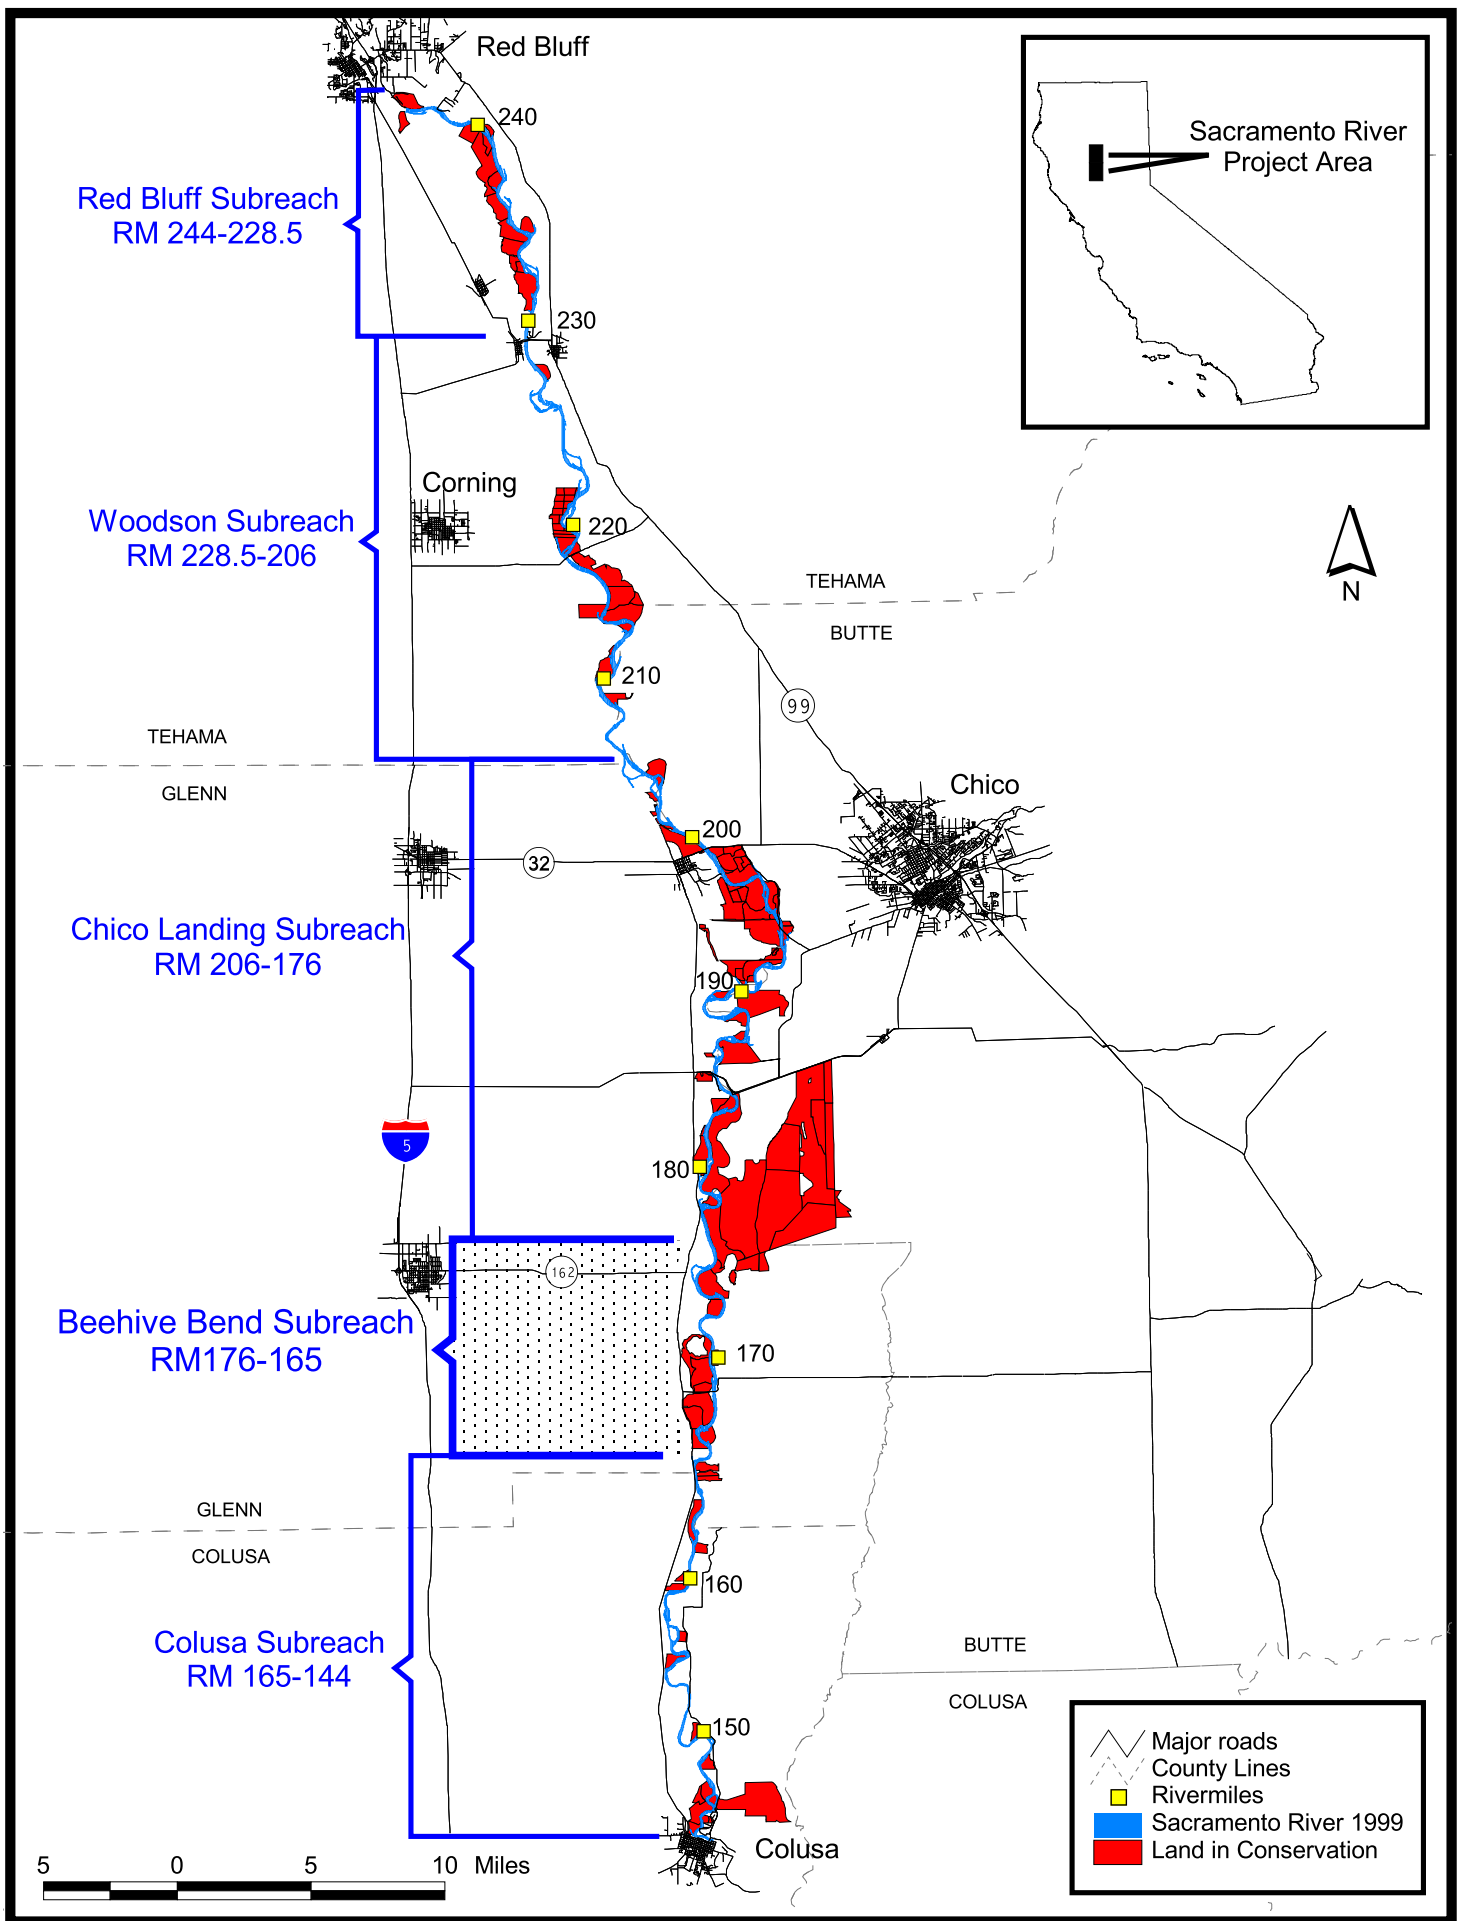 Red Bluff
240
Sacramento River
Project Area
Red Bluff Subreach
RM 244-228.5
230
Corning
Woodson Subreach
RM 228.5-206
220
N
TEHAMA
BUTTE
210
99
TEHAMA
GLENN
Chico
200
32
Chico Landing Subreach
RM 206-176
190
5
180
162
Beehive Bend Subreach
RM176-165
170
GLENN
COLUSA
160
Colusa Subreach
RM 165-144
BUTTE
COLUSA
150
Major roads
County Lines
Rivermiles
Sacramento River 1999
Land in Conservation
Colusa
5 0 5 10 Miles